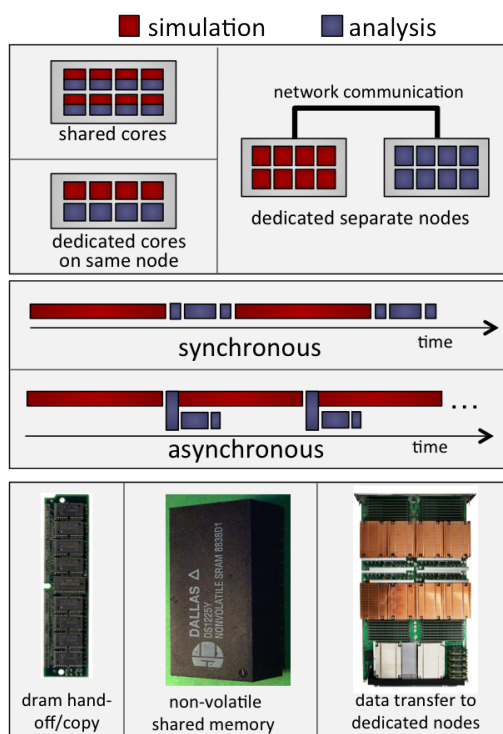 simulation
analysis
shared cores
dedicated cores
on same node
network communication
dedicated separate nodes
time
synchronous
time
asynchronous
...
DALLAS
DS1225Y
NONVOLATILE SRAM 8838D1
dram hand-
off/copy
non-volatile
shared memory
data transfer to
dedicated nodes